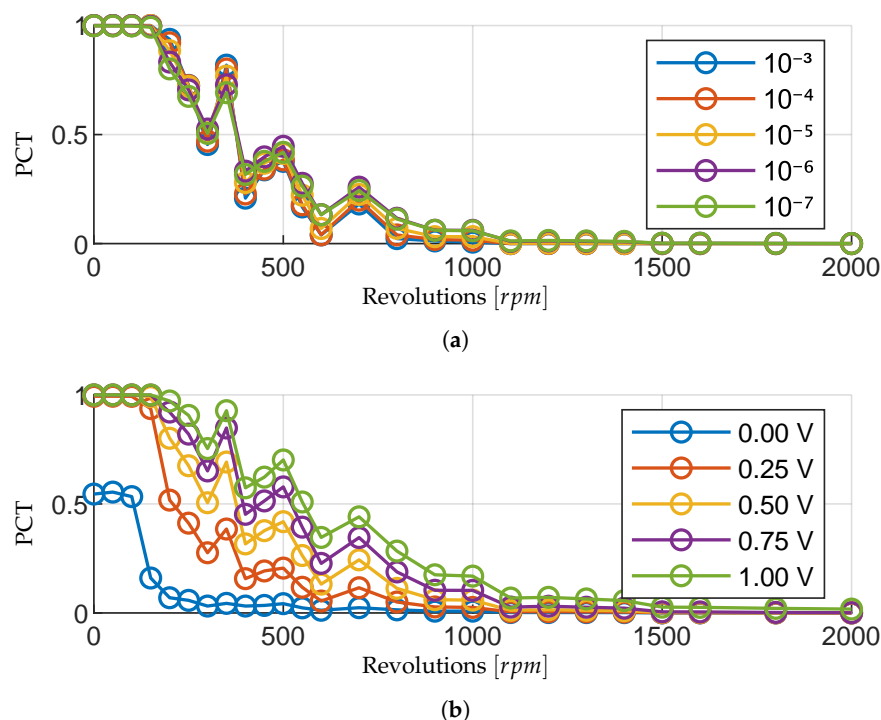 1
0.5
0
PCT
0 500 1000 1500 2000
Revolutions [rpm]
10⁻³
10⁻⁴
10⁻⁵
10⁻⁶
10⁻⁷
(a)
1
0.5
0
PCT
0 500 1000 1500 2000
Revolutions [rpm]
0.00 V
0.25 V
0.50 V
0.75 V
1.00 V
(b)